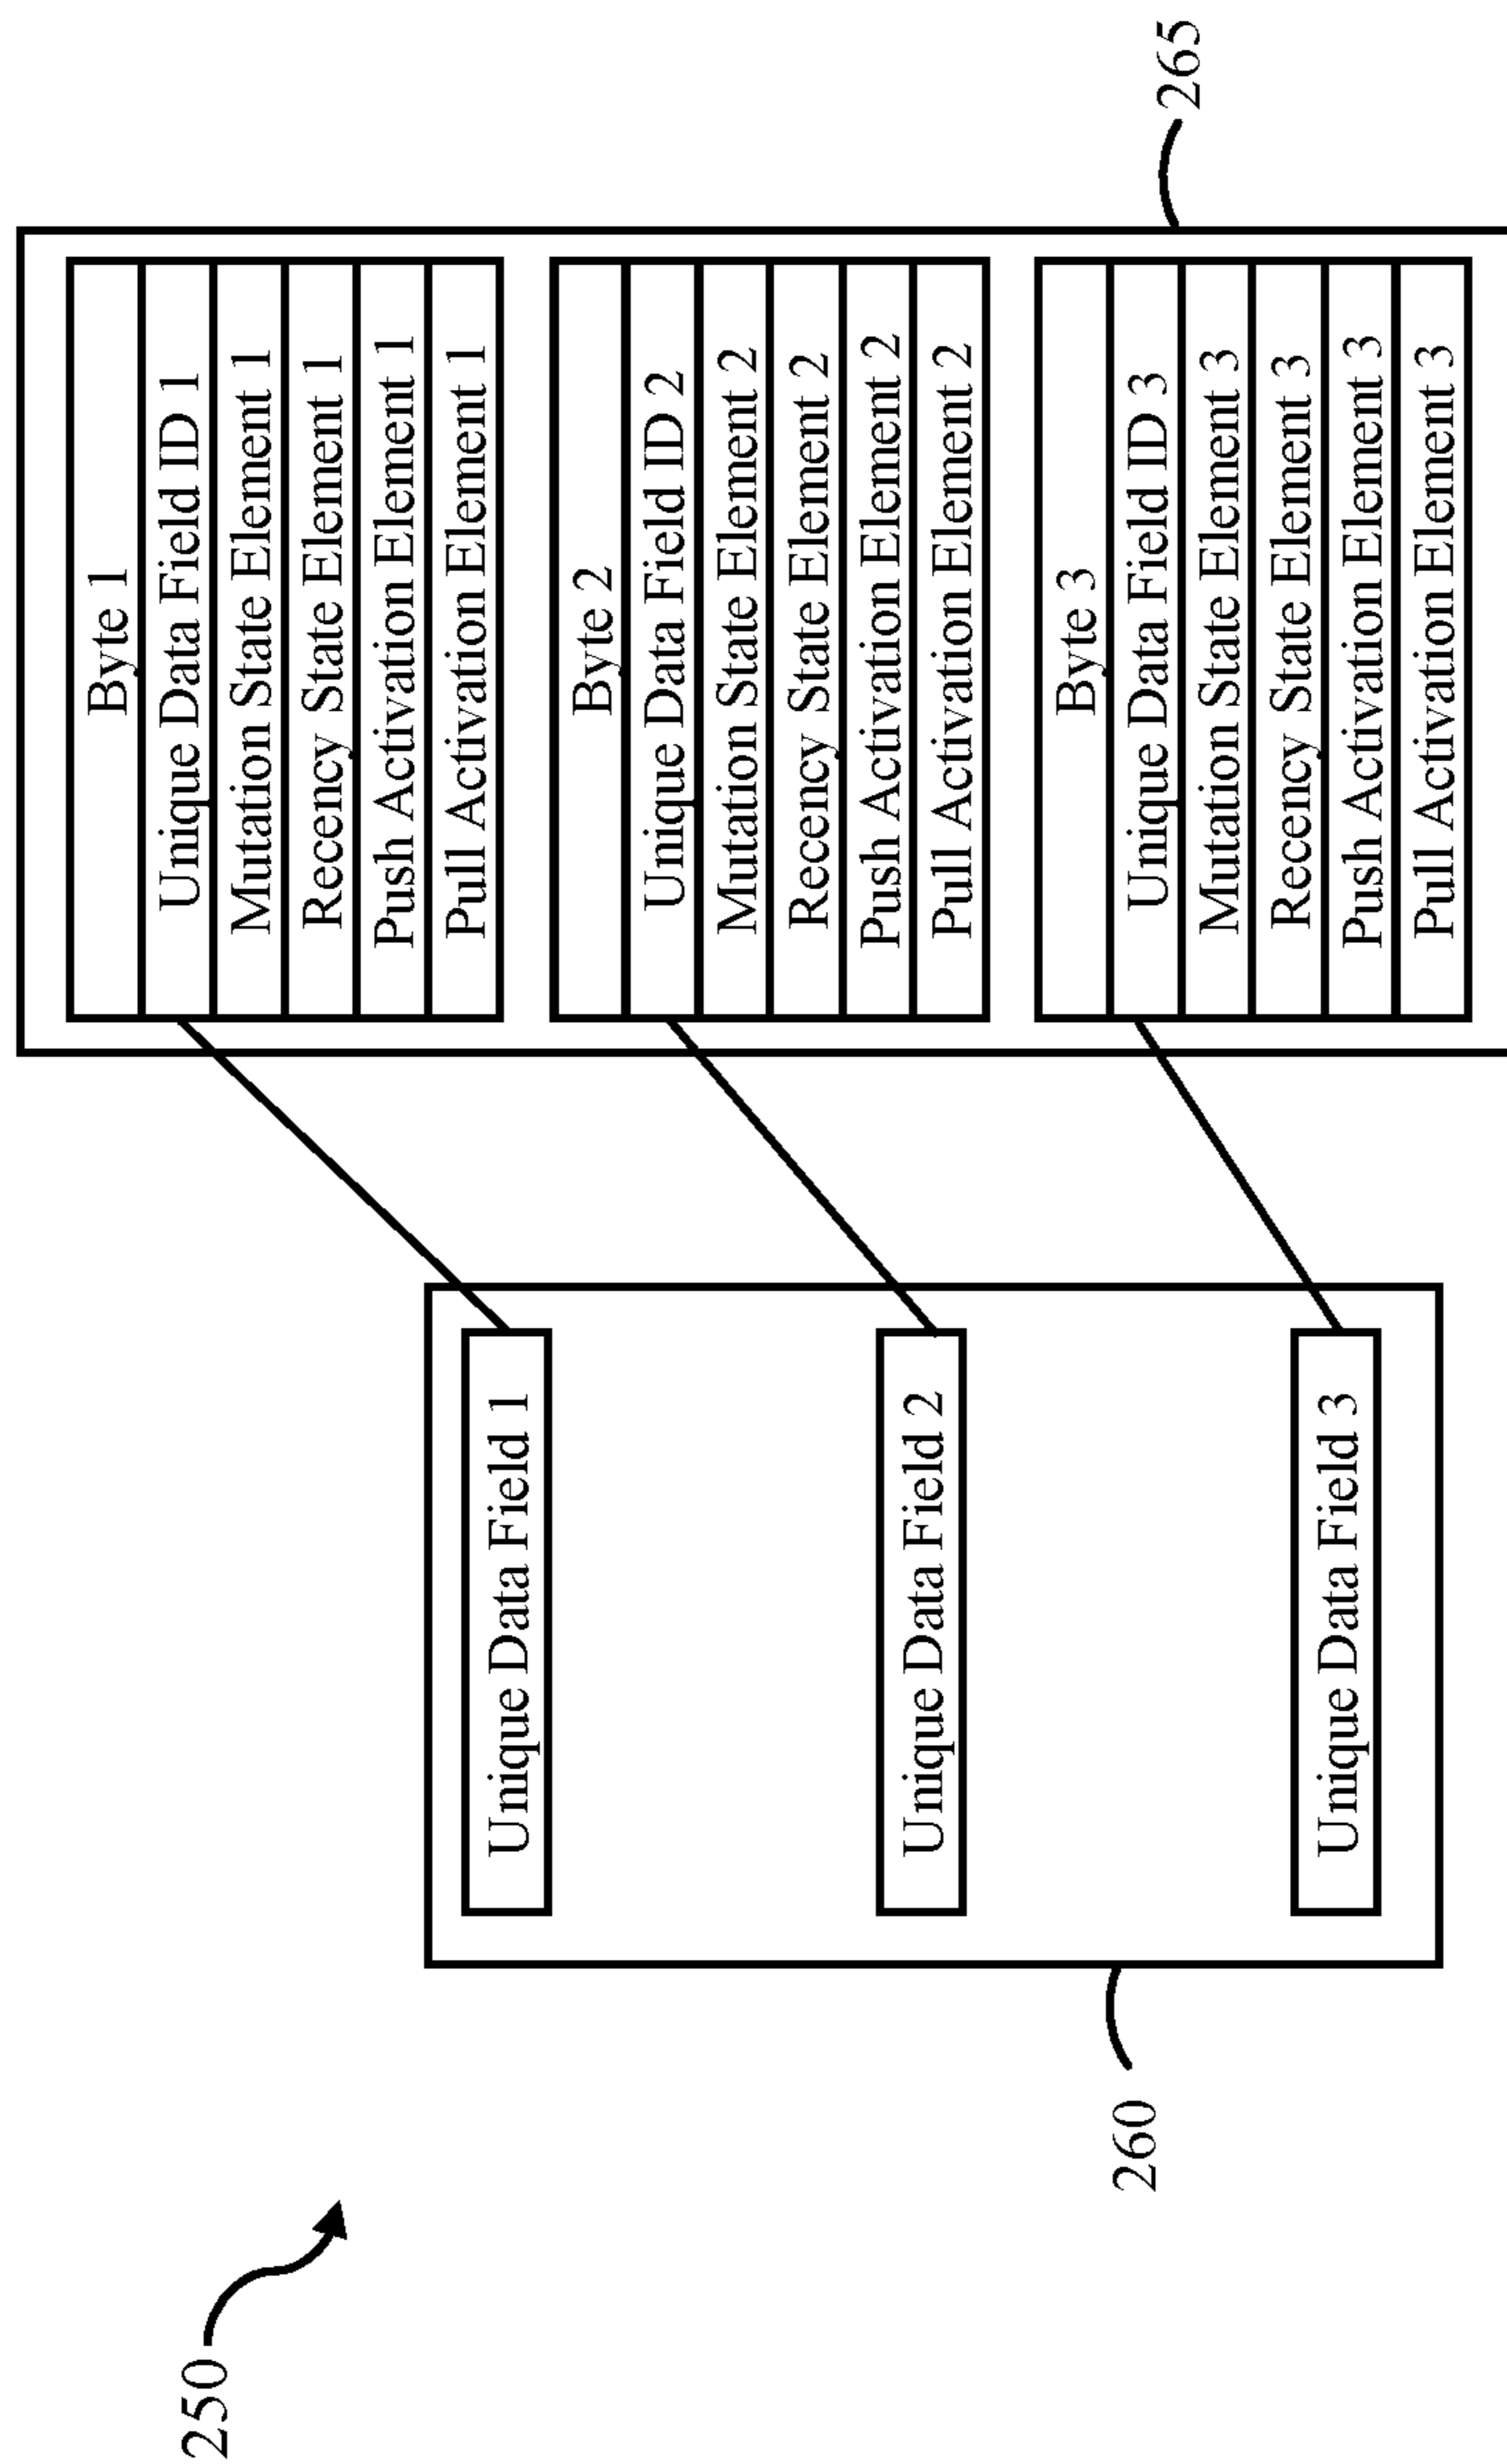 250
260
Unique Data Field 1
Unique Data Field 2
Unique Data Field 3
Byte 1
Unique Data Field ID 1
Mutation State Element 1
Recency State Element 1
Push Activation Element 1
Pull Activation Element 1
Byte 2
Unique Data Field ID 2
Mutation State Element 2
Recency State Element 2
Push Activation Element 2
Pull Activation Element 2
Byte 3
Unique Data Field ID 3
Mutation State Element 3
Recency State Element 3
Push Activation Element 3
Pull Activation Element 3
265